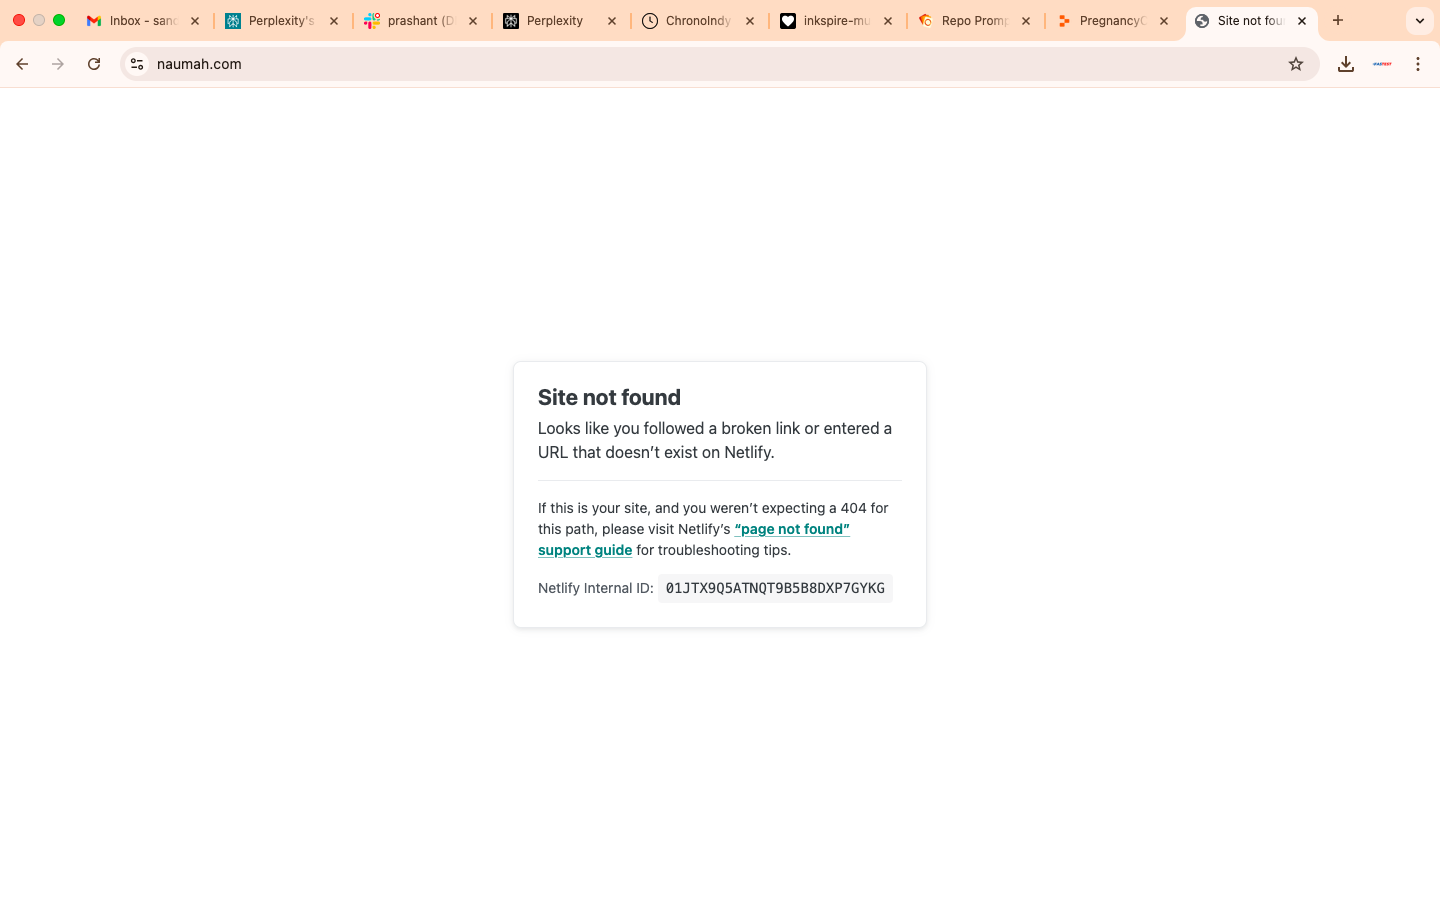 Inbox - sanc
Perplexity's
prashant (D
Perplexity
ChronoIndy
inkspire-mu
Repo Promp
PregnancyC
Site not fou
naumah.com
Site not found
Looks like you followed a broken link or entered a
URL that doesn’t exist on Netlify.
If this is your site, and you weren’t expecting a 404 for
this path, please visit Netlify’s “page not found”
support guide for troubleshooting tips.
Netlify Internal ID: 01JTX9Q5ATNQT9B5B8DXP7GYKG